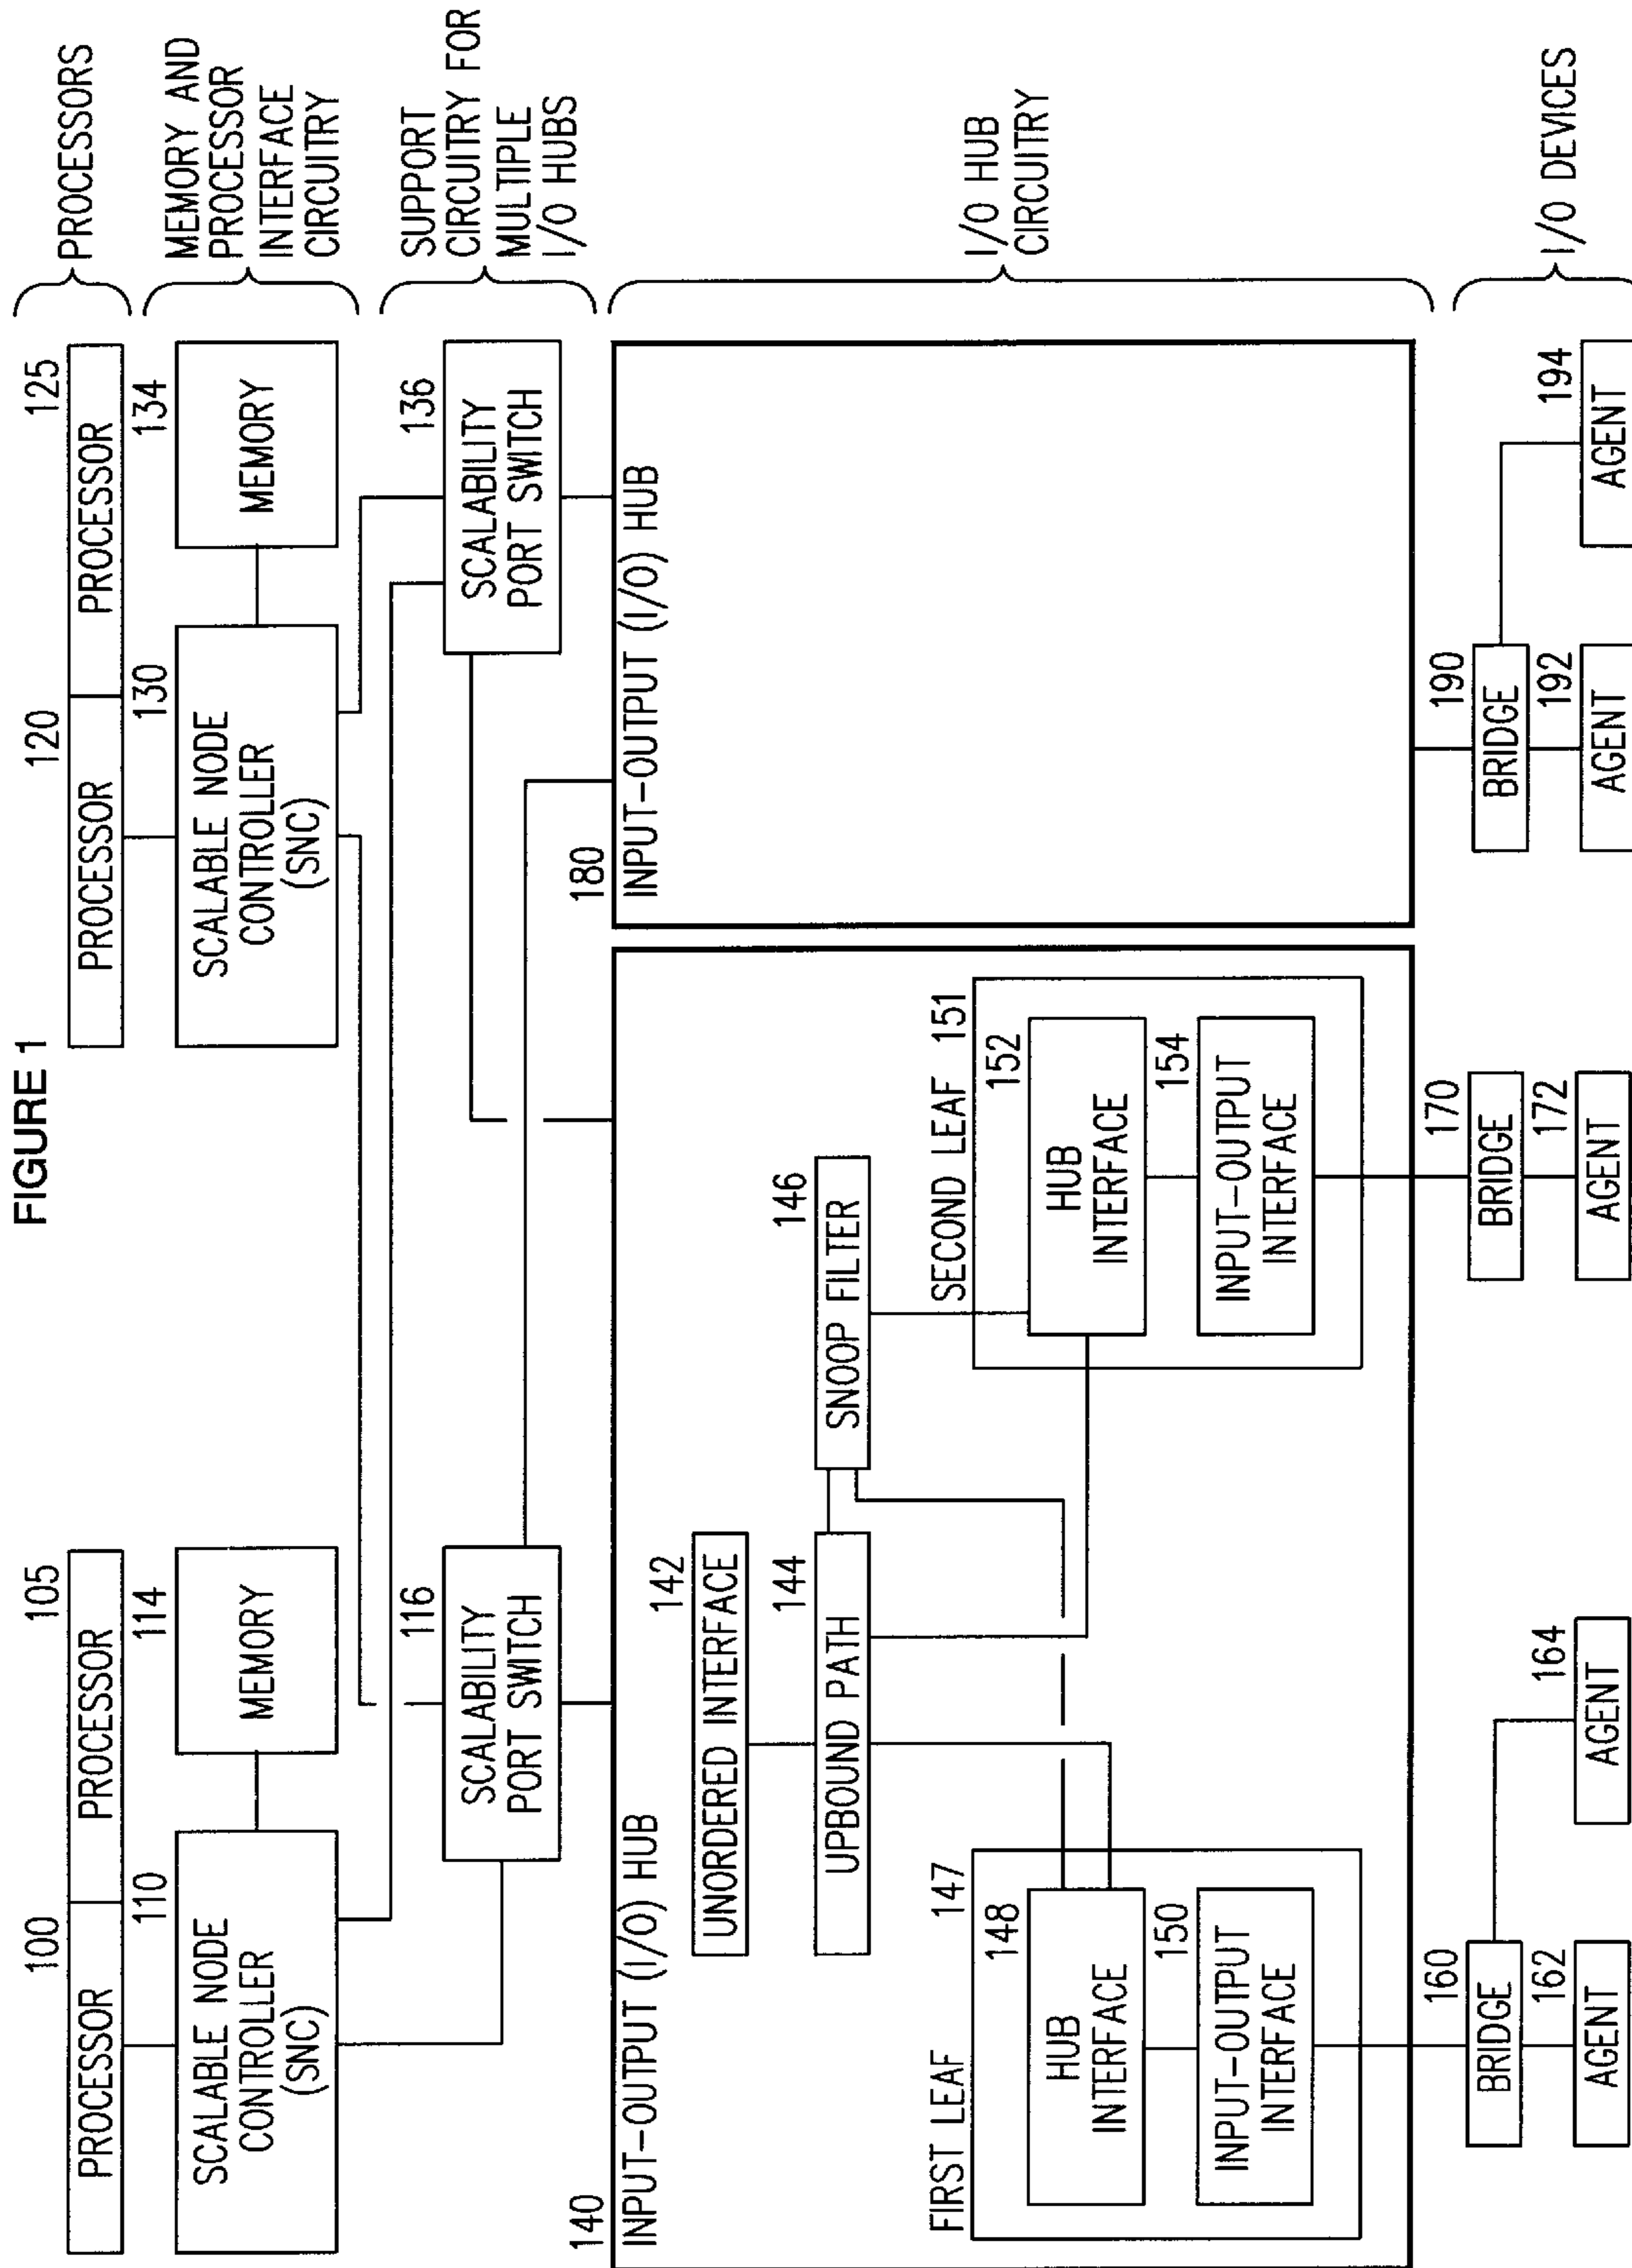 FIGURE 1
100
105
120
125
PROCESSOR
PROCESSOR
PROCESSOR
PROCESSOR
PROCESSORS
110
114
130
134
SCALABLE NODE
CONTROLLER
(SNC)
MEMORY
SCALABLE NODE
CONTROLLER
(SNC)
MEMORY
MEMORY AND
PROCESSOR
INTERFACE
CIRCUITRY
116
136
SCALABILITY
PORT SWITCH
SCALABILITY
PORT SWITCH
SUPPORT
CIRCUITRY FOR
MULTIPLE
I/O HUBS
140
180
INPUT-OUTPUT (I/O) HUB
INPUT-OUTPUT (I/O) HUB
142
UNORDERED INTERFACE
144
146
UPBOUND PATH
SNOOP FILTER
I/O HUB
CIRCUITRY
FIRST LEAF
147
SECOND LEAF 151
148
152
HUB
INTERFACE
HUB
INTERFACE
150
154
INPUT-OUTPUT
INTERFACE
INPUT-OUTPUT
INTERFACE
160
170
190
BRIDGE
BRIDGE
BRIDGE
162
164
172
192
194
AGENT
AGENT
AGENT
AGENT
AGENT
I/O DEVICES